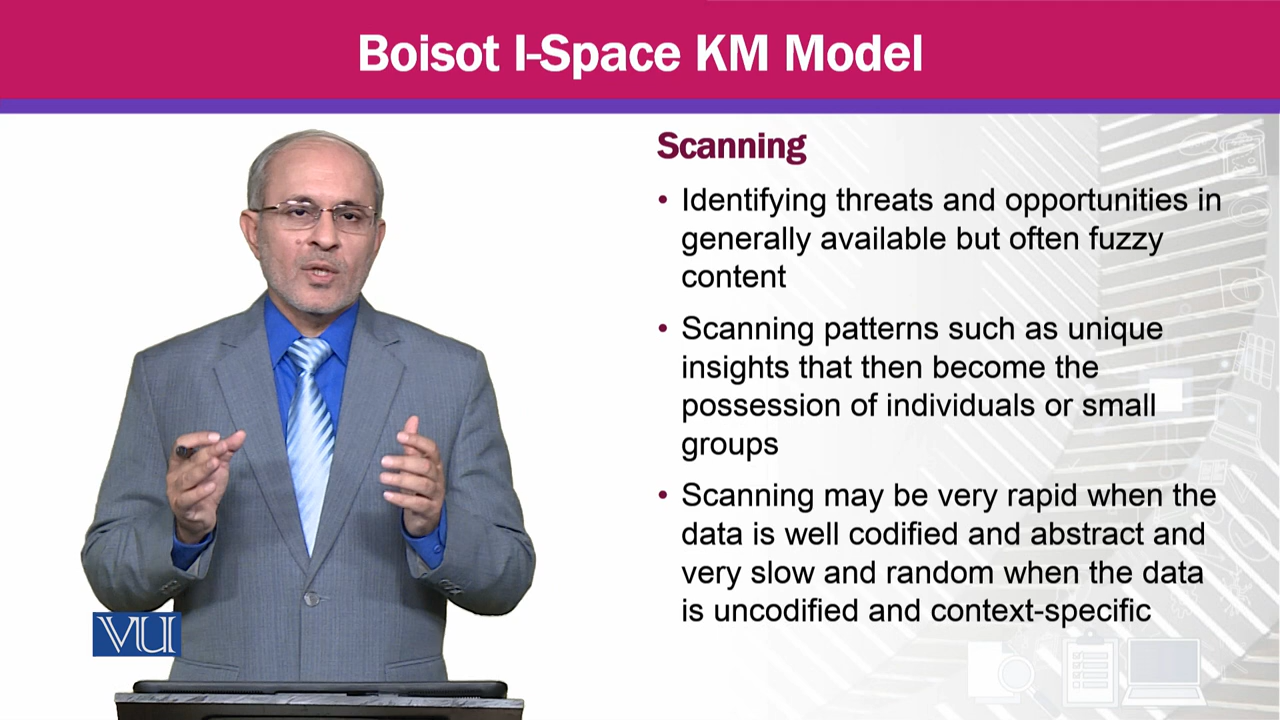 Boisot I-Space KM Model
Scanning
• Identifying threats and opportunities in
generally available but often fuzzy
content
• Scanning patterns such as unique
insights that then become the
possession of individuals or small
groups
• Scanning may be very rapid when the
data is well codified and abstract and
very slow and random when the data
is uncodified and context-specific
VU